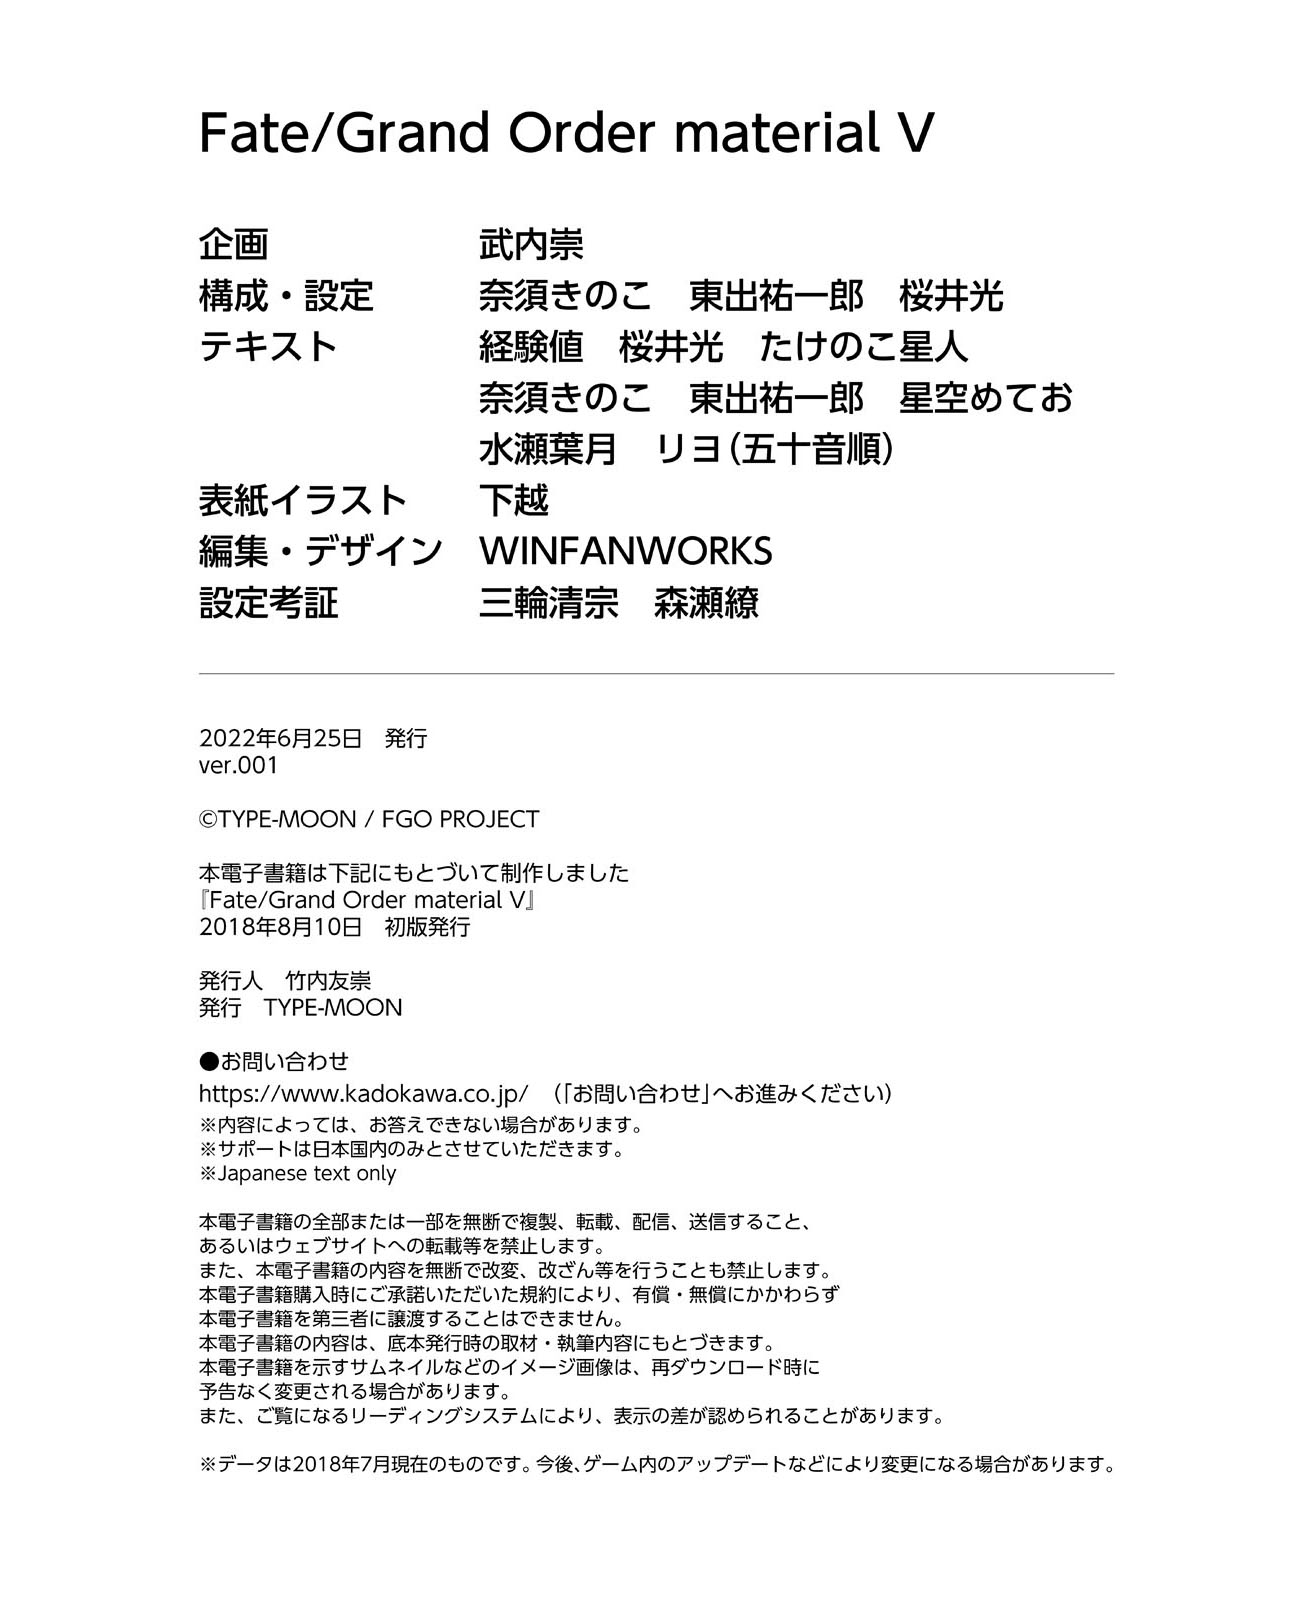 Fate/Grand Order material V
企画　武内崇
構成・設定　奈須きのこ　東出祐一郎　桜井光
テキスト　経験値　桜井光　たけのこ星人
奈須きのこ　東出祐一郎　星空めてお
水瀬葉月　リヨ（五十音順）
表紙イラスト　下越
編集・デザイン　WINFANWORKS
設定考証　三輪清宗　森瀬繚
2022年6月25日　発行
ver.001
©TYPE-MOON / FGO PROJECT
本電子書籍は下記にもとづいて制作しました
『Fate/Grand Order material V』
2018年8月10日　初版発行
発行人　竹内友崇
発行　TYPE-MOON
●お問い合わせ
https://www.kadokawa.co.jp/　（「お問い合わせ」へお進みください）
※内容によっては、お答えできない場合があります。
※サポートは日本国内のみとさせていただきます。
※Japanese text only
本電子書籍の全部または一部を無断で複製、転載、配信、送信すること、
あるいはウェブサイトへの転載等を禁止します。
また、本電子書籍の内容を無断で改変、改ざん等を行うことも禁止します。
本電子書籍購入時にご承諾いただいた規約により、有償・無償にかかわらず
本電子書籍を第三者に譲渡することはできません。
本電子書籍の内容は、底本発行時の取材・執筆内容にもとづきます。
本電子書籍を示すサムネイルなどのイメージ画像は、再ダウンロード時に
予告なく変更される場合があります。
また、ご覧になるリーディングシステムにより、表示の差が認められることがあります。
※データは2018年7月現在のものです。今後、ゲーム内のアップデートなどにより変更になる場合があります。